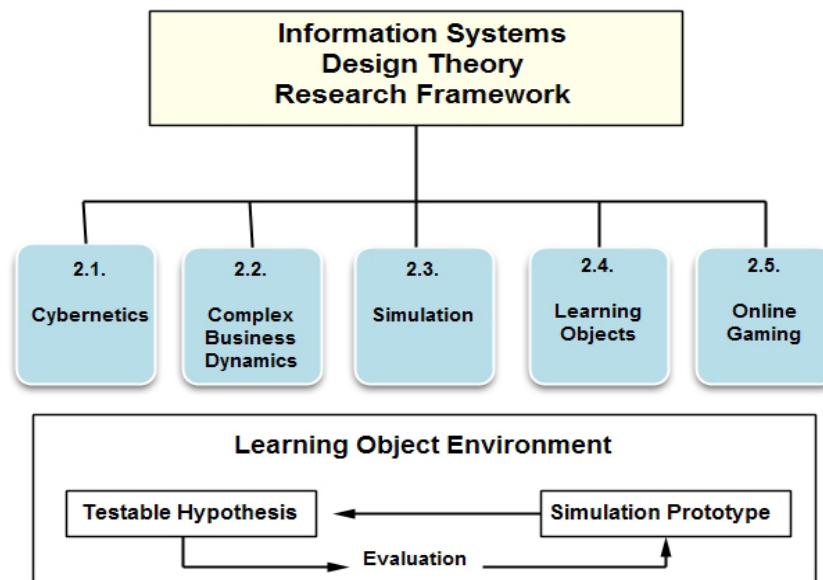 Information Systems
Design Theory
Research Framework
2.1.
Cybernetics
2.2.
Complex
Business
Dynamics
2.3.
Simulation
2.4.
Learning
Objects
2.5.
Online
Gaming
Learning Object Environment
Testable Hypothesis
Simulation Prototype
Evaluation